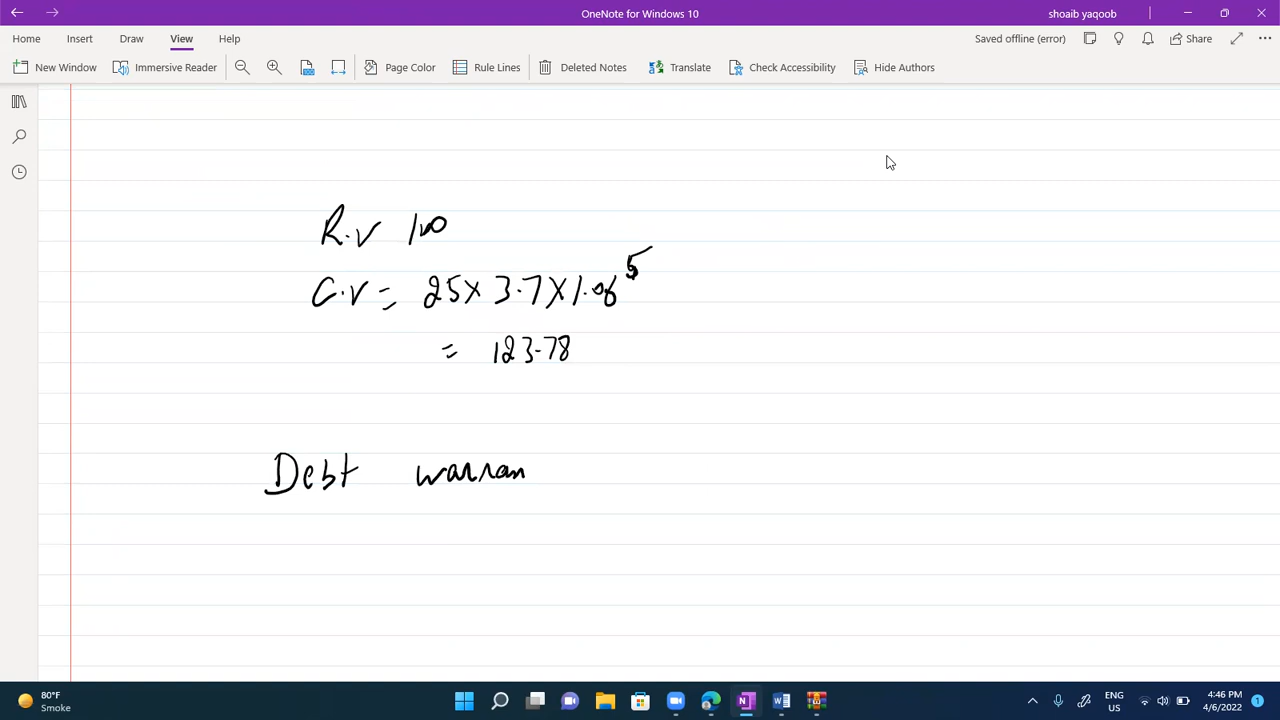 OneNote for Windows 10
shoaib yaqoob
Home Insert Draw View Help
Saved offline (error)
Share
New Window Immersive Reader Page Color Rule Lines Deleted Notes Translate Check Accessibility Hide Authors
R.V 100
C.V = 25 X 3.7 X 1.06⁵
= 123.78
Debt warran
80°F
Smoke
ENG
US
4:46 PM
4/6/2022